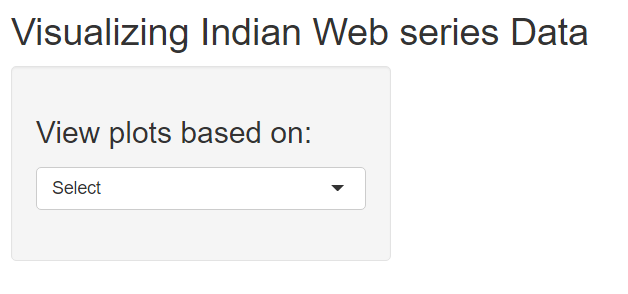 Visualizing Indian Web series Data
View plots based on:
Select